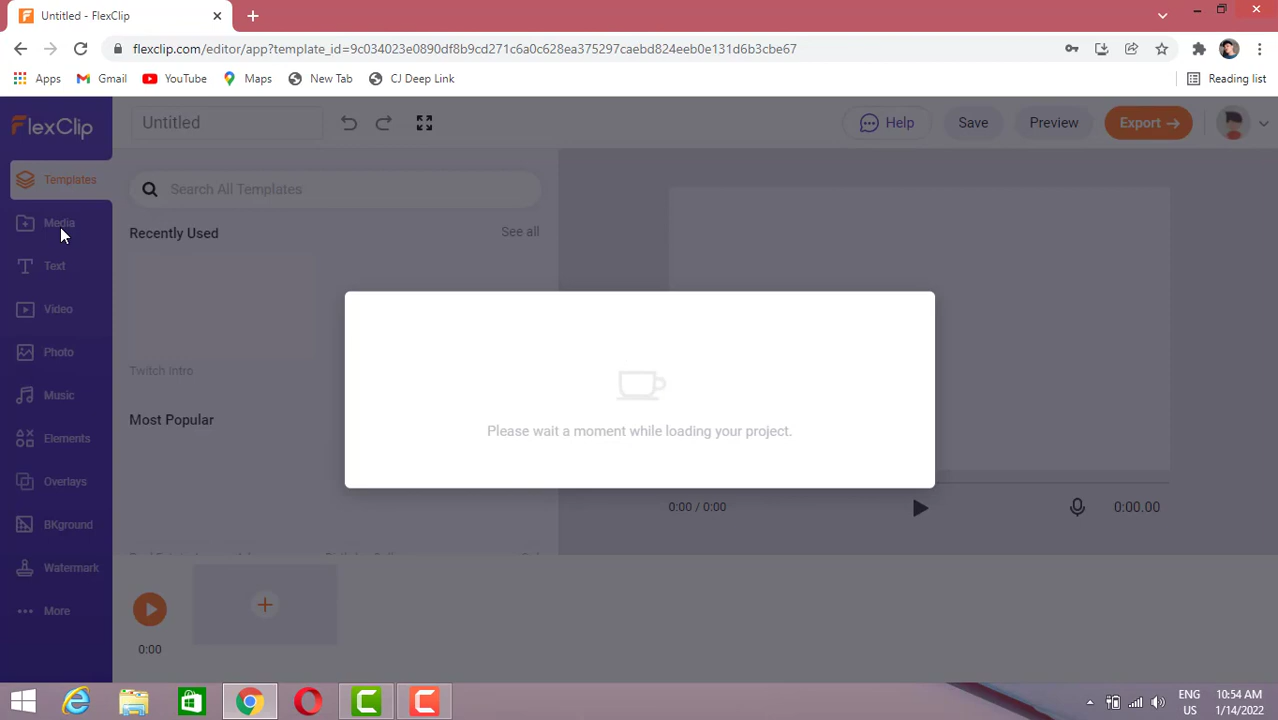 Untitled - FlexClip
flexclip.com/editor/app?template_id=9c034023e0890df8b9cd271c6a0c628ea375297caebd824eeb0e131d6b3cbe67
Apps Gmail YouTube Maps New Tab CJ Deep Link Reading list
FlexClip
Untitled
Help
Save
Preview
Export
Templates
Media
Text
Video
Photo
Music
Elements
Overlays
BKground
Watermark
More
Search All Templates
Recently Used See all
Twitch Intro
Most Popular
Please wait a moment while loading your project.
0:00 / 0:00
0:00.00
0:00
ENG
US
10:54 AM
1/14/2022